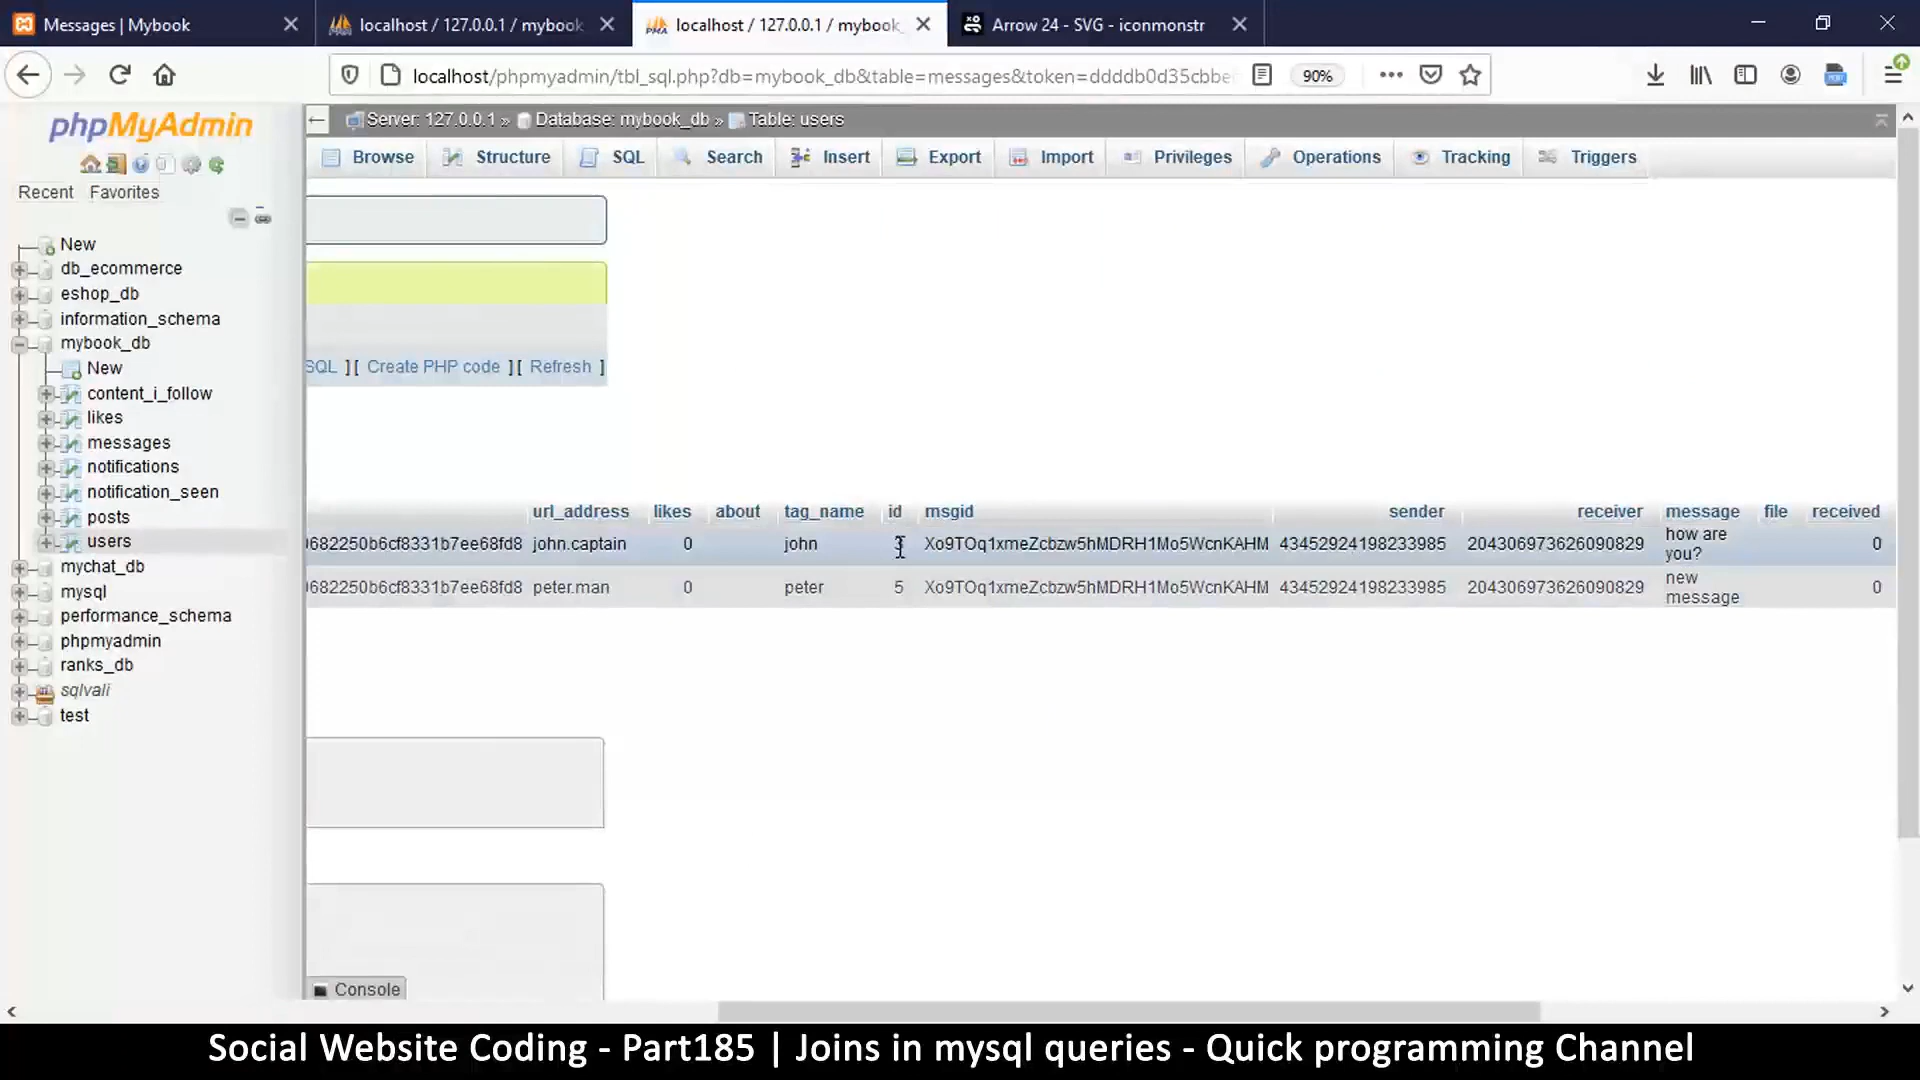 Messages | Mybook
localhost / 127.0.0.1 / mybook
localhost / 127.0.0.1 / mybook_
Arrow 24 - SVG - iconmonstr
localhost/phpmyadmin/tbl_sql.php?db=mybook_db&table=messages&token=ddddb0d35cbbe
90%
phpMyAdmin
Recent Favorites
New
db_ecommerce
eshop_db
information_schema
mybook_db
New
content_i_follow
likes
messages
notifications
notification_seen
posts
users
mychat_db
mysql
performance_schema
phpmyadmin
ranks_db
sqlvali
test
Server: 127.0.0.1 » Database: mybook_db » Table: users
Browse Structure SQL Search Insert Export Import Privileges Operations Tracking Triggers
SQL ] [ Create PHP code ] [ Refresh ]
url_address likes about tag_name id msgid sender receiver message file received
0682250b6cf8331b7ee68fd8 john.captain 0 john Xo9TOq1xmeZcbzw5hMDRH1Mo5WcnKAHM 43452924198233985 204306973626090829 how are you? 0
0682250b6cf8331b7ee68fd8 peter.man 0 peter 5 Xo9TOq1xmeZcbzw5hMDRH1Mo5WcnKAHM 43452924198233985 204306973626090829 new message 0
Console
Social Website Coding - Part185 | Joins in mysql queries - Quick programming Channel